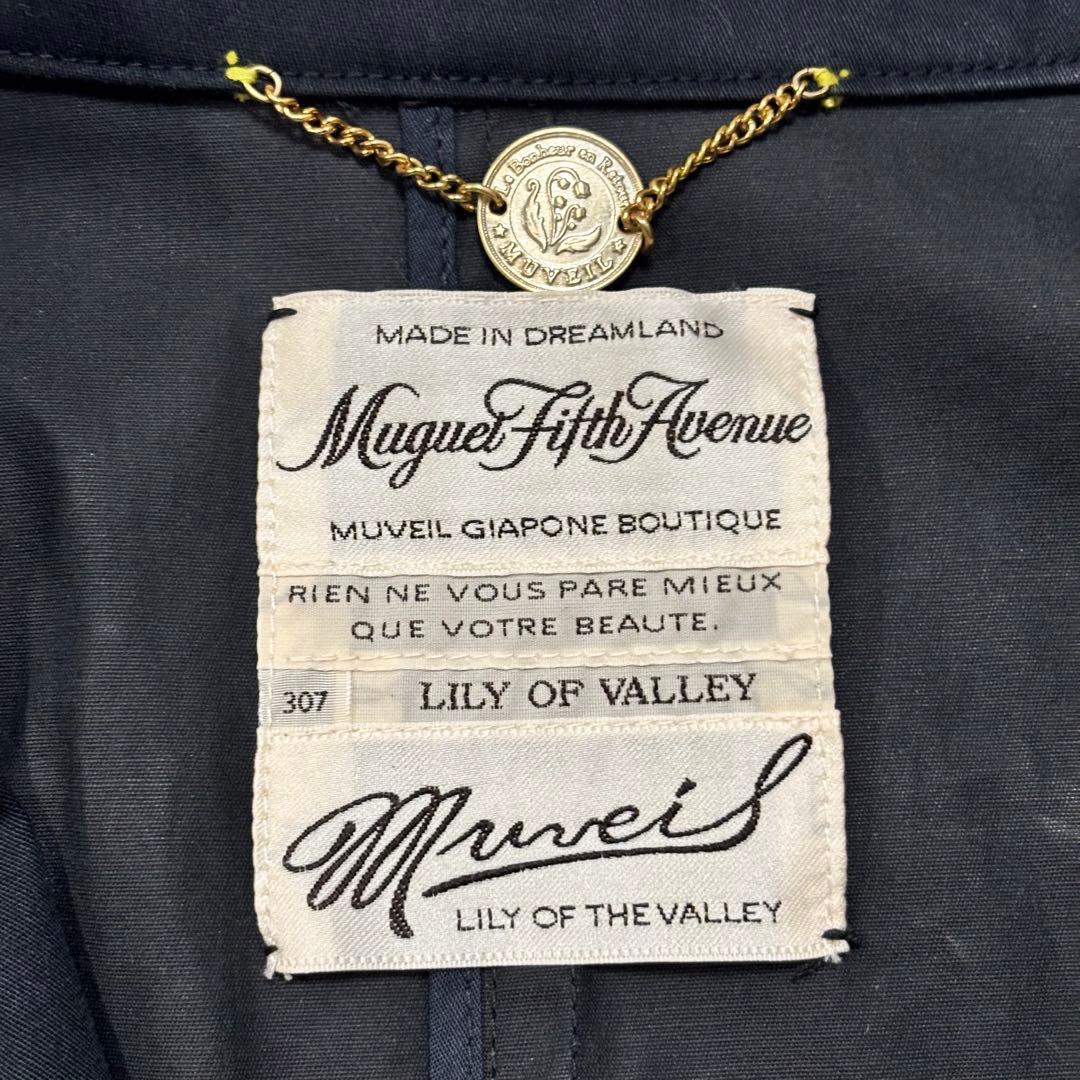 Le Bonheur en Retour
MUVEIL
MADE IN DREAMLAND
Muguet Fifth Avenue
MUVEIL GIAPONE BOUTIQUE
RIEN NE VOUS PARE MIEUX
QUE VOTRE BEAUTE.
307
LILY OF VALLEY
Muveil
LILY OF THE VALLEY